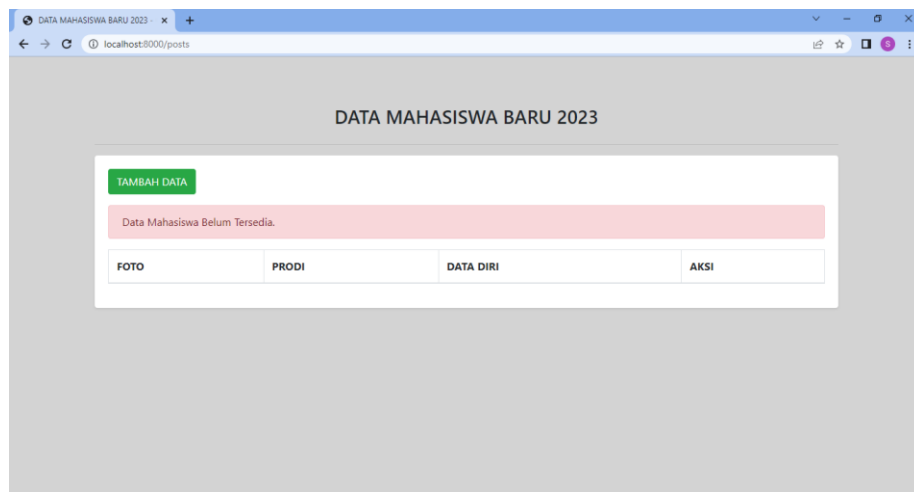 DATA MAHASISWA BARU 2023 -
localhost:8000/posts
S
DATA MAHASISWA BARU 2023
TAMBAH DATA
Data Mahasiswa Belum Tersedia.
FOTO PRODI DATA DIRI AKSI